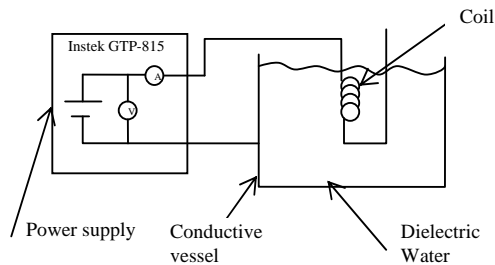 Coil
Instek GTP-815
A
V
Power supply
Conductive
vessel
Dielectric
Water